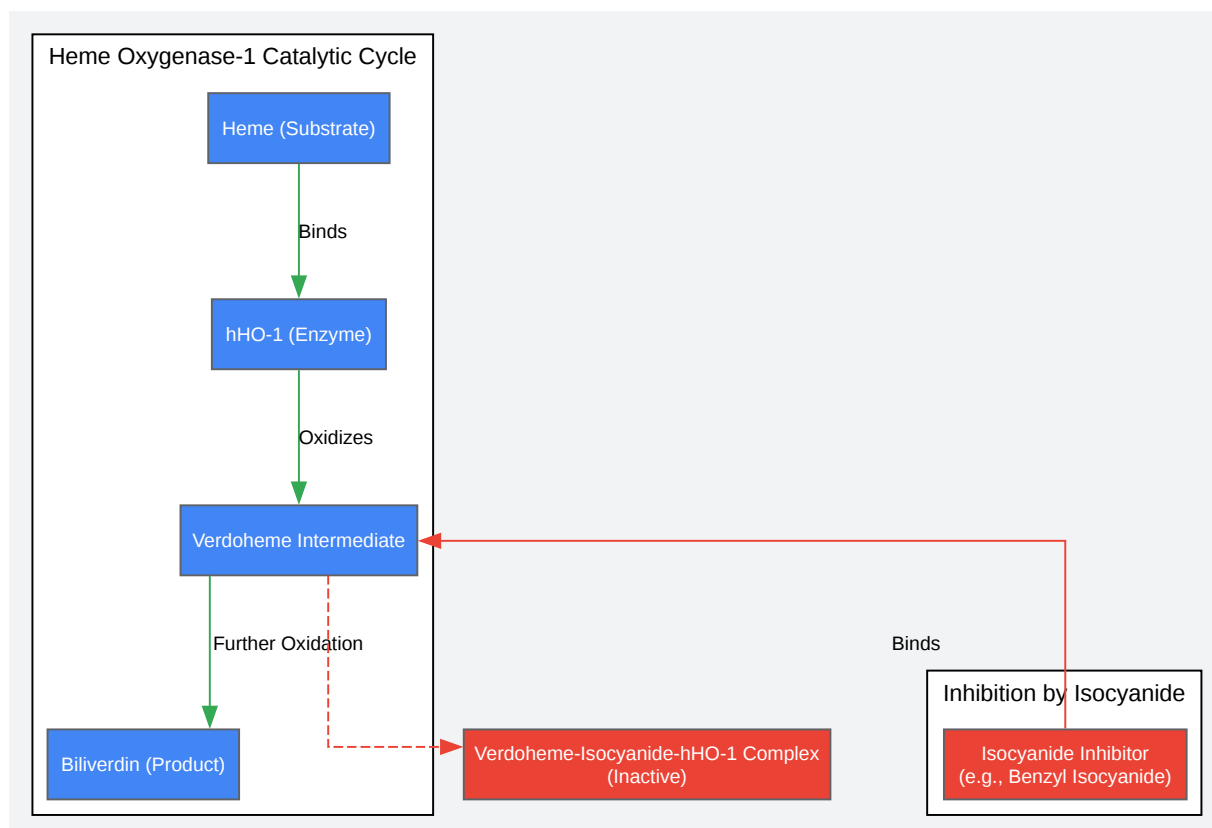 Heme Oxygenase-1 Catalytic Cycle
Heme (Substrate)
Binds
hHO-1 (Enzyme)
Oxidizes
Verdoheme Intermediate
Further Oxidation
Binds
Inhibition by Isocyanide
Biliverdin (Product)
Verdoheme-Isocyanide-hHO-1 Complex
(Inactive)
Isocyanide Inhibitor
(e.g., Benzyl Isocyanide)